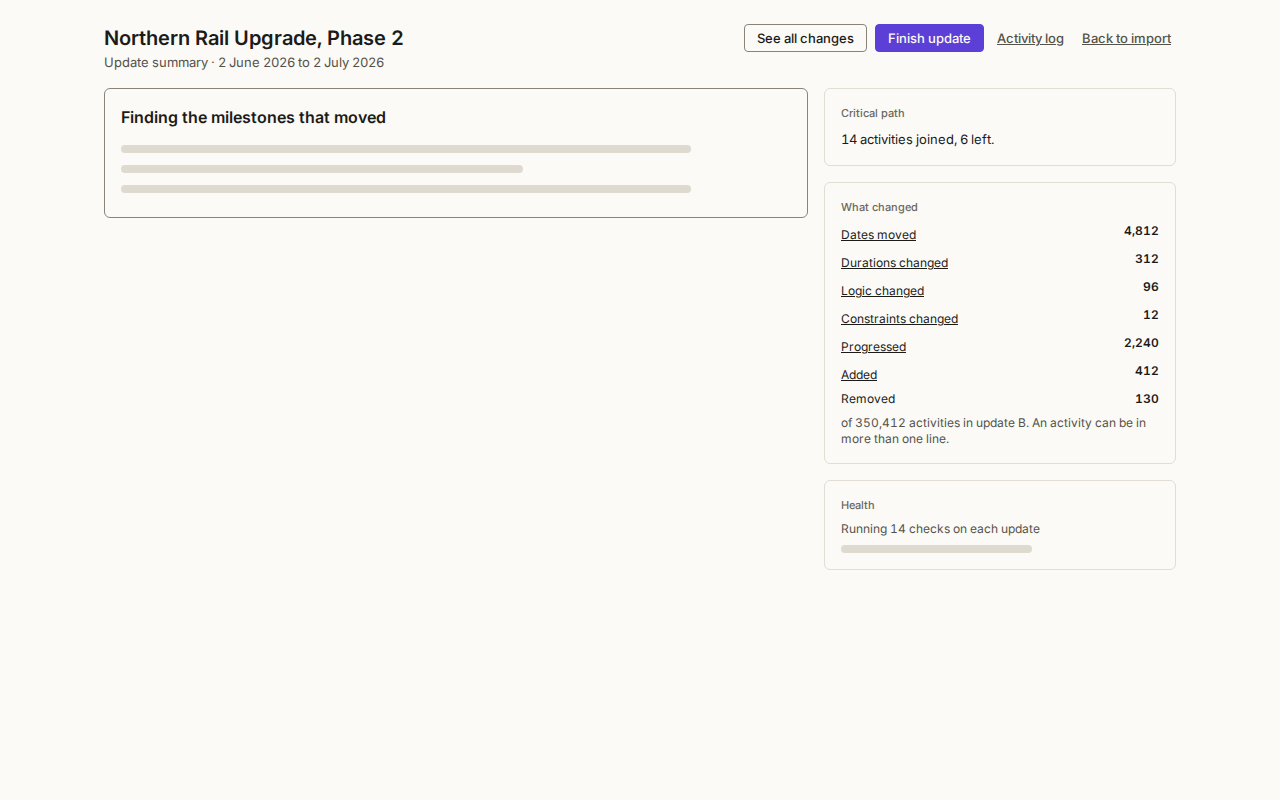 Northern Rail Upgrade, Phase 2
Update summary · 2 June 2026 to 2 July 2026
See all changes
Finish update
Activity log
Back to import
Finding the milestones that moved
Critical path
14 activities joined, 6 left.
What changed
Dates moved 4,812
Durations changed 312
Logic changed 96
Constraints changed 12
Progressed 2,240
Added 412
Removed 130
of 350,412 activities in update B. An activity can be in
more than one line.
Health
Running 14 checks on each update